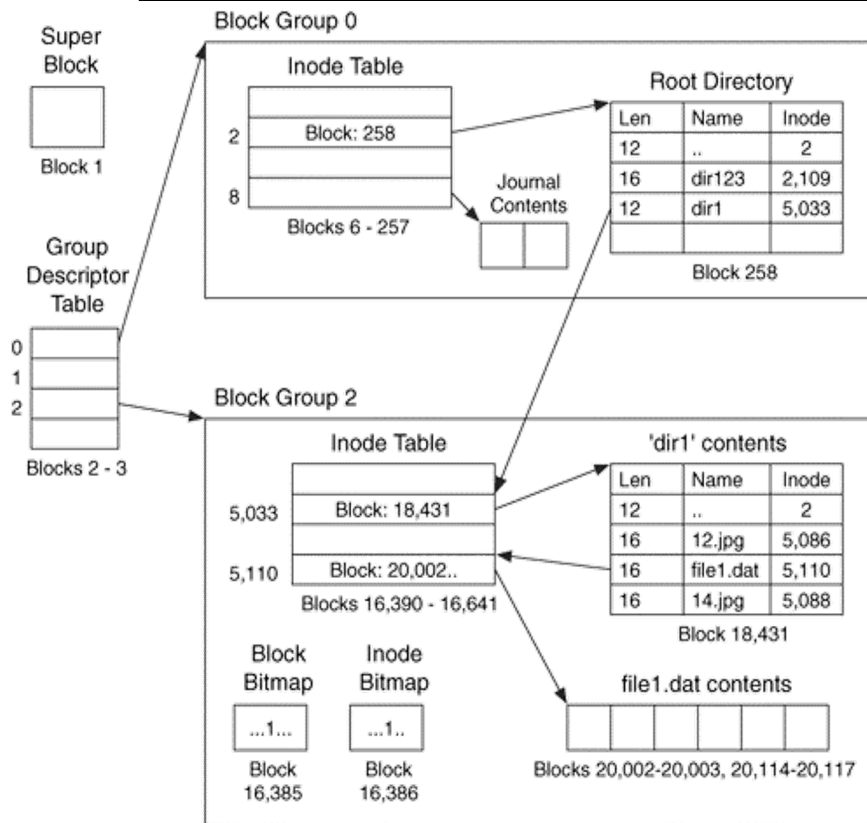 Super
Block
Block 1
Group
Descriptor
Table
0
1
2
Blocks 2 - 3
Block Group 0
Inode Table
2
Block: 258
8
Blocks 6 - 257
Journal
Contents
Root Directory
Len Name Inode
12 .. 2
16 dir123 2,109
12 dir1 5,033
Block 258
Block Group 2
Inode Table
5,033
Block: 18,431
5,110
Block: 20,002..
Blocks 16,390 - 16,641
'dir1' contents
Len Name Inode
12 .. 2
16 12.jpg 5,086
16 file1.dat 5,110
16 14.jpg 5,088
Block 18,431
Block
Bitmap
...1...
Block
16,385
Inode
Bitmap
...1..
Block
16,386
file1.dat contents
Blocks 20,002-20,003, 20,114-20,117